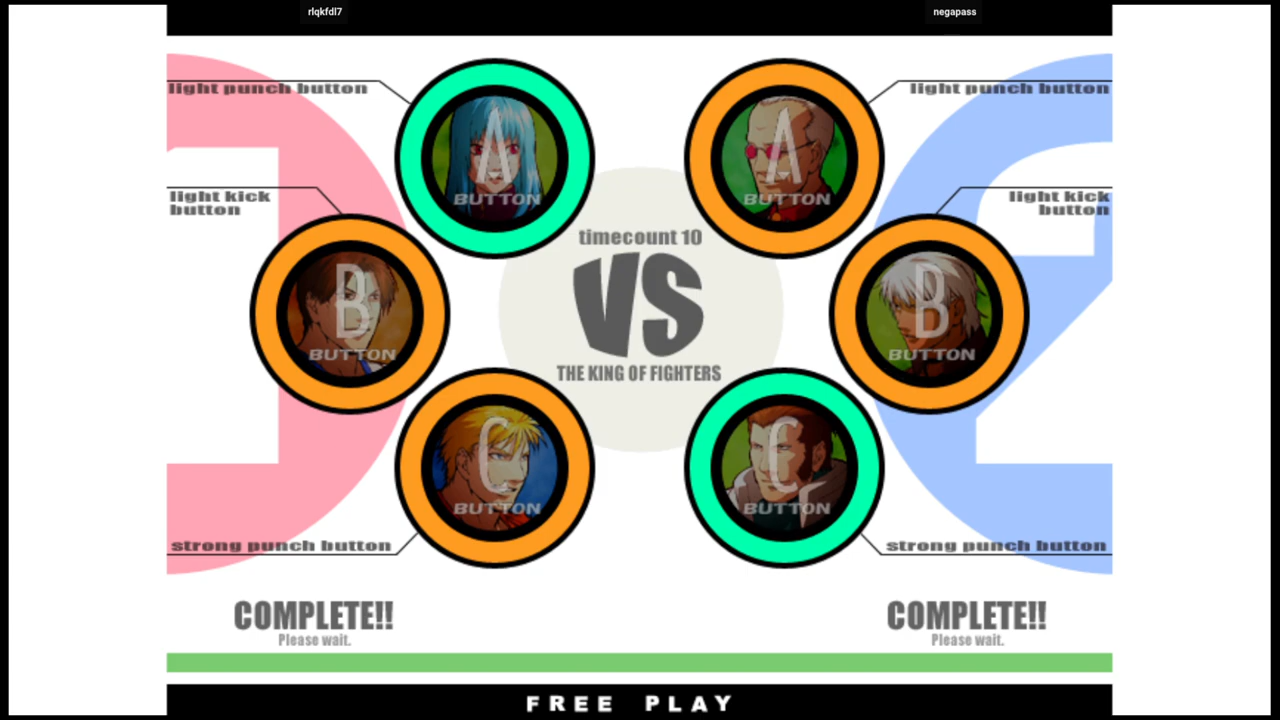 rlqkfdl7
negapass
light punch button
light punch button
A
BUTTON
A
BUTTON
light kick
button
light kick
button
timecount 10
VS
THE KING OF FIGHTERS
B
BUTTON
B
BUTTON
C
BUTTON
C
BUTTON
strong punch button
strong punch button
COMPLETE!!
Please wait.
COMPLETE!!
Please wait.
FREE PLAY